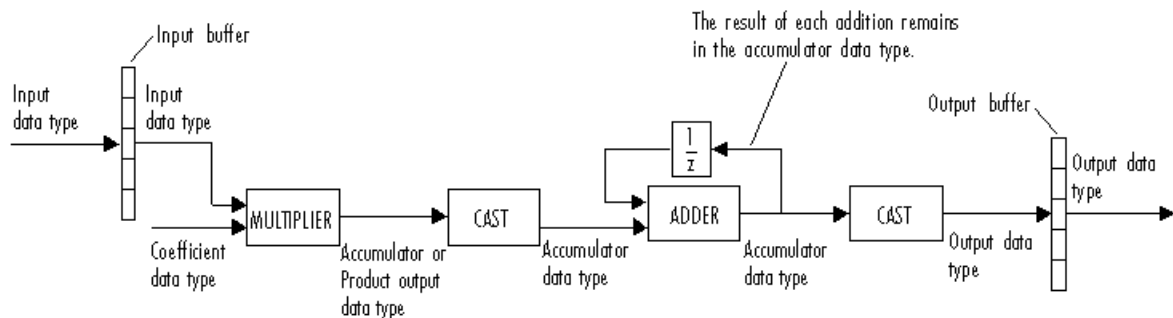 Input buffer
The result of each addition remains
in the accumulator data type.
Input
data type
Input
data type
Output buffer
1
z
Output data
type
MULTIPLIER
CAST
ADDER
CAST
Coefficient
data type
Accumulator or
Product output
data type
Accumulator
data type
Accumulator
data type
Output data
type